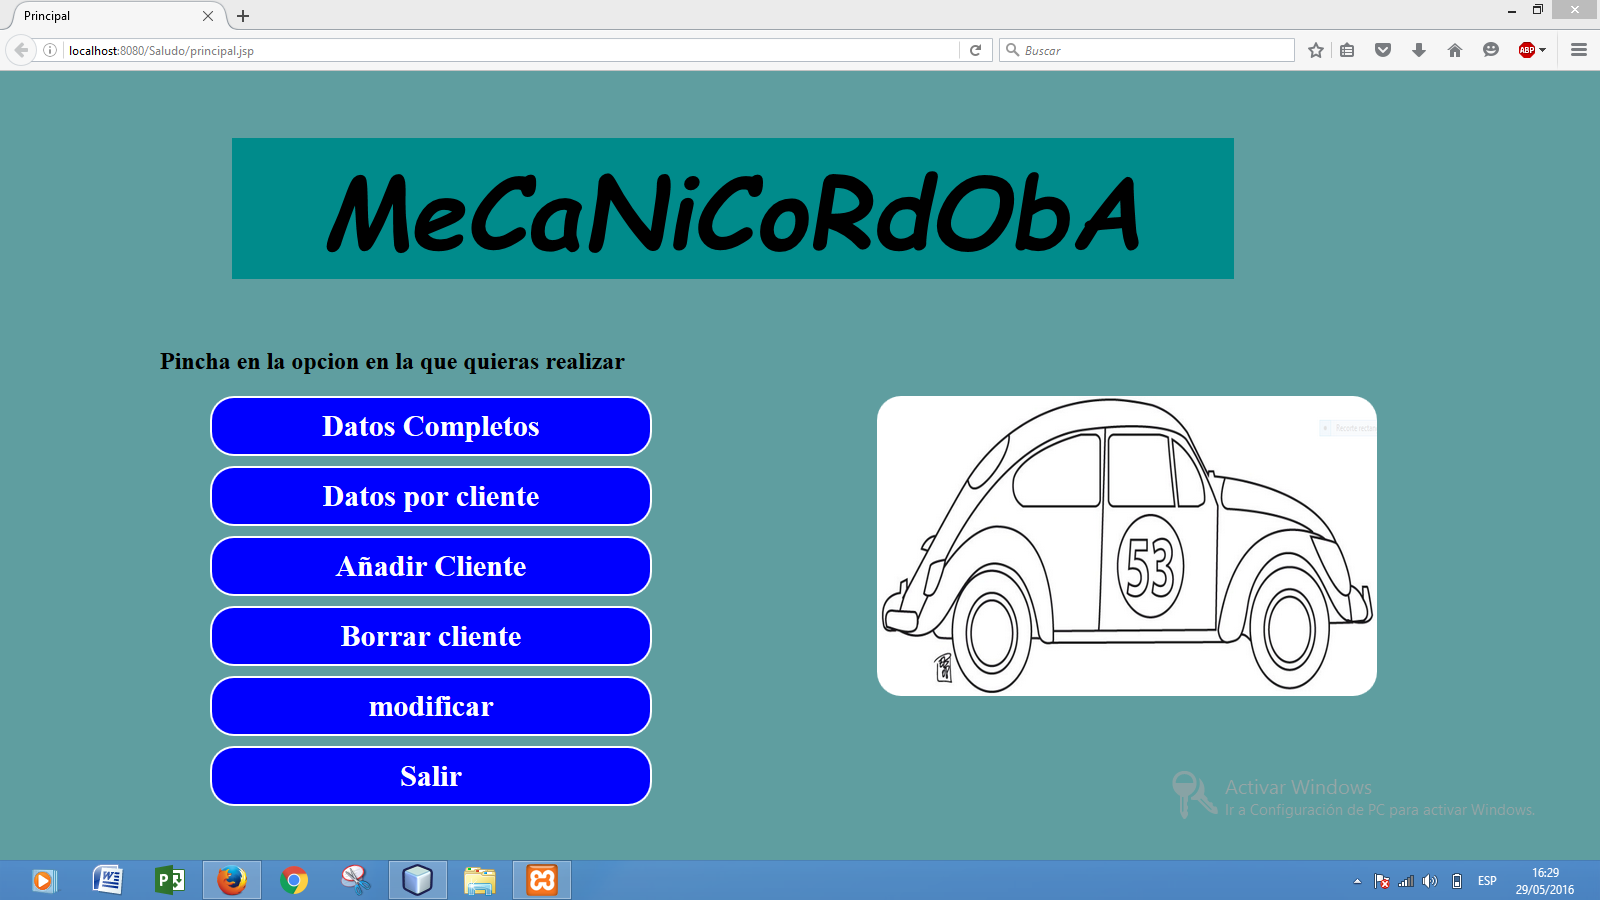 Principal
localhost:8080/Saludo/principal.jsp
Buscar
ABP
MeCaNiCoRdObA
Pincha en la opcion en la que quieras realizar
Datos Completos
Datos por cliente
Añadir Cliente
Borrar cliente
modificar
Salir
53
Activar Windows
Ir a Configuración de PC para activar Windows.
ESP
16:29
29/05/2016